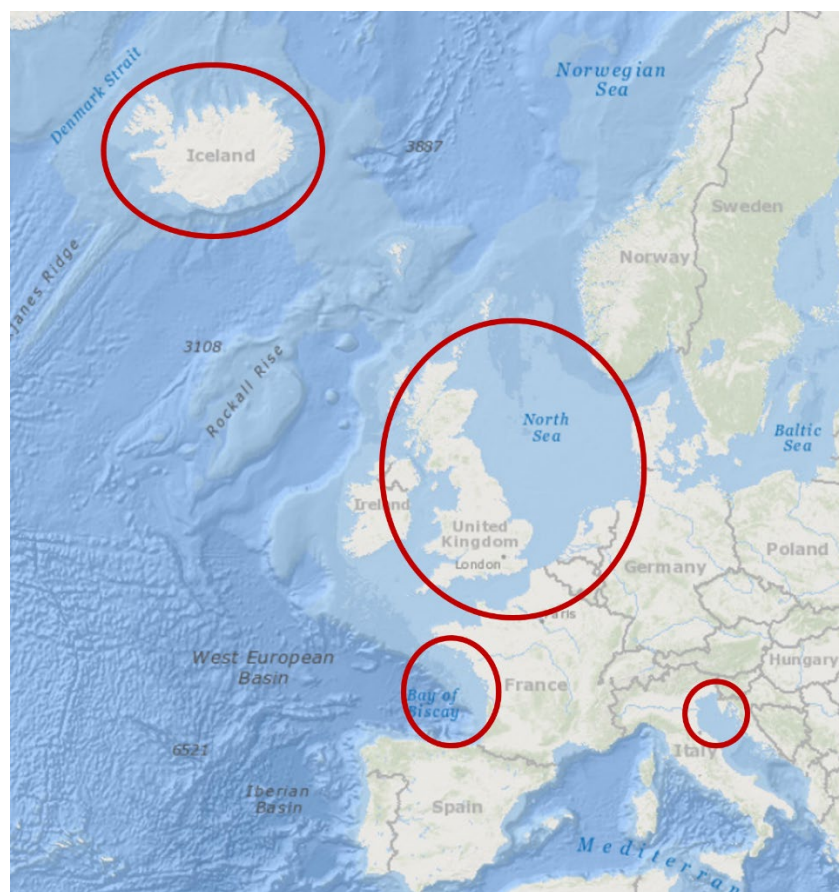 Denmark Strait
Norwegian
Sea
Iceland
3887
Sweden
Norway
Ridge
3108
Rockall Rise
North
Sea
Baltic
Sea
Ireland
United
Kingdom
London
Poland
Germany
West European
Basin
Hungary
France
Bay of
Biscay
6521
Italy
Iberian
Basin
Spain
Mediterran